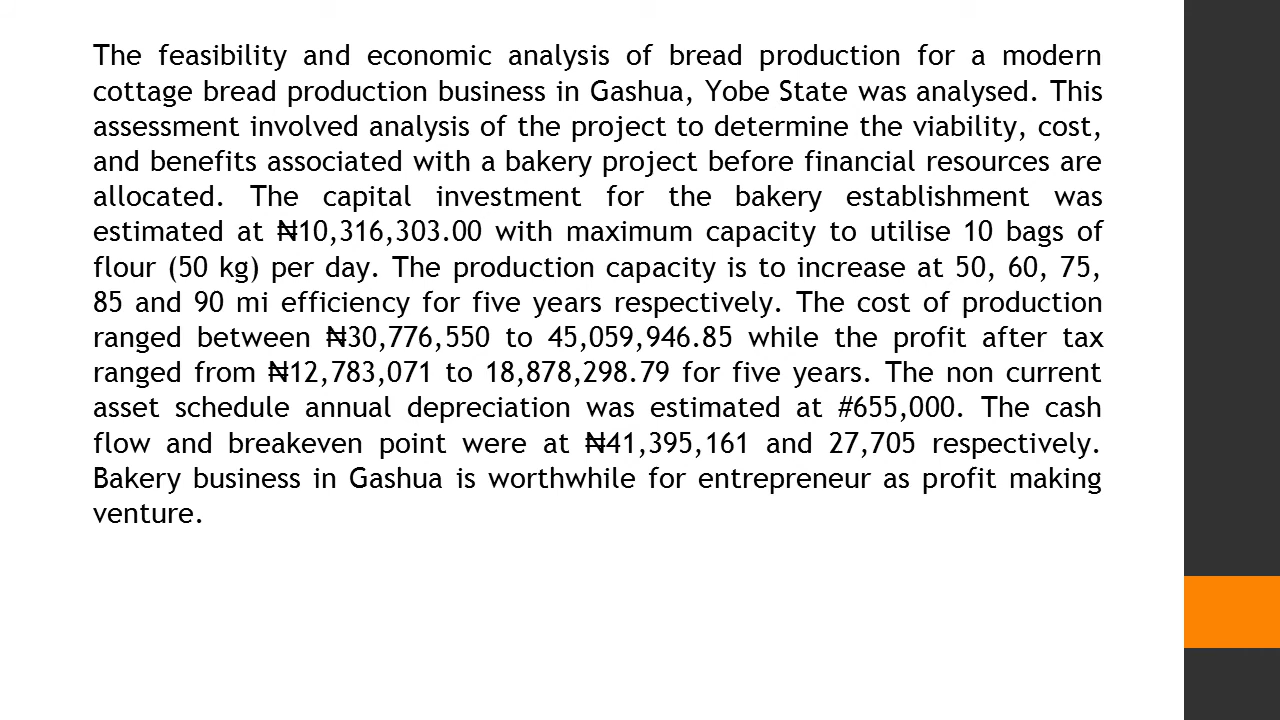 The feasibility and economic analysis of bread production for a modern
cottage bread production business in Gashua, Yobe State was analysed. This
assessment involved analysis of the project to determine the viability, cost,
and benefits associated with a bakery project before financial resources are
allocated. The capital investment for the bakery establishment was
estimated at ₦10,316,303.00 with maximum capacity to utilise 10 bags of
flour (50 kg) per day. The production capacity is to increase at 50, 60, 75,
85 and 90 mi efficiency for five years respectively. The cost of production
ranged between ₦30,776,550 to 45,059,946.85 while the profit after tax
ranged from ₦12,783,071 to 18,878,298.79 for five years. The non current
asset schedule annual depreciation was estimated at #655,000. The cash
flow and breakeven point were at ₦41,395,161 and 27,705 respectively.
Bakery business in Gashua is worthwhile for entrepreneur as profit making
venture.